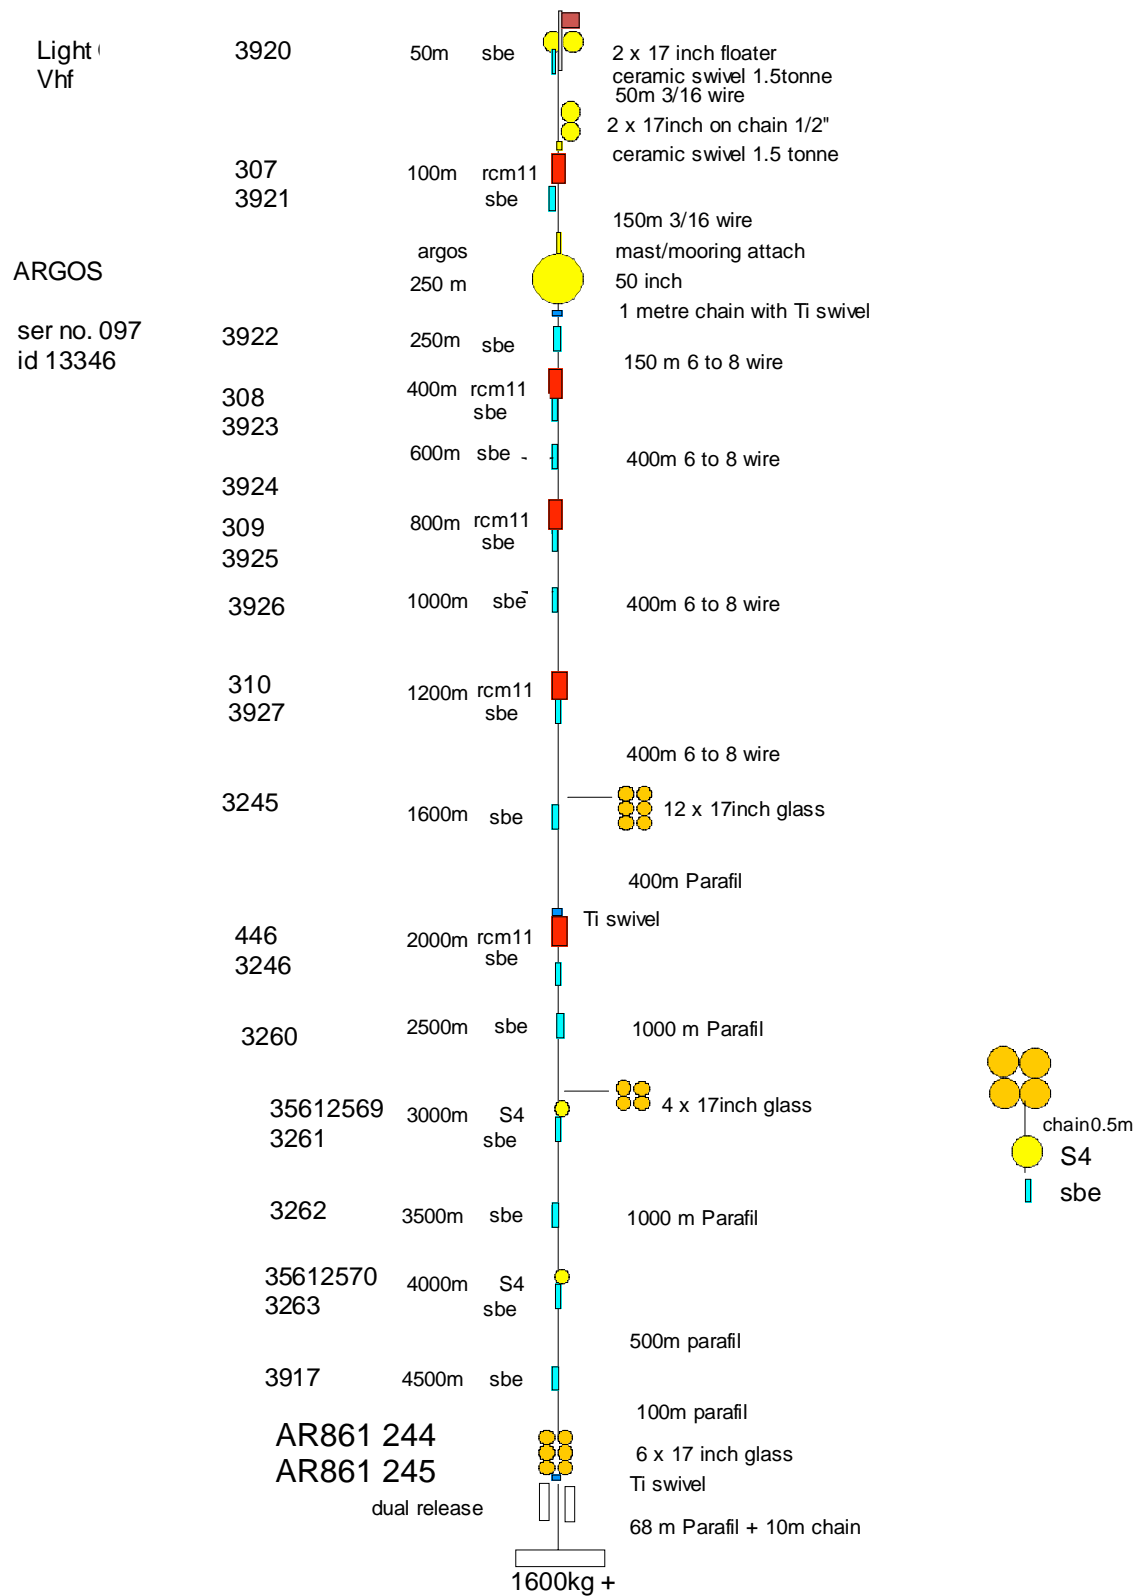 Light
Vhf
3920
50m sbe
2 x 17 inch floater
ceramic swivel 1.5tonne
50m 3/16 wire
2 x 17inch on chain 1/2"
ceramic swivel 1.5 tonne
307
3921
100m rcm11
sbe
150m 3/16 wire
argos
mast/mooring attach
ARGOS
250 m
50 inch
1 metre chain with Ti swivel
ser no. 097
id 13346
3922
250m sbe
150 m 6 to 8 wire
308
3923
400m rcm11
sbe
600m sbe
400m 6 to 8 wire
3924
309
3925
800m rcm11
sbe
3926
1000m sbe
400m 6 to 8 wire
310
3927
1200m rcm11
sbe
400m 6 to 8 wire
3245
1600m sbe
12 x 17inch glass
400m Parafil
Ti swivel
446
3246
2000m rcm11
sbe
3260
2500m sbe
1000 m Parafil
4 x 17inch glass
35612569
3261
3000m S4
sbe
chain0.5m
S4
sbe
3262
3500m sbe
1000 m Parafil
35612570
3263
4000m S4
sbe
500m parafil
3917
4500m sbe
100m parafil
AR861 244
AR861 245
6 x 17 inch glass
Ti swivel
dual release
68 m Parafil + 10m chain
1600kg +